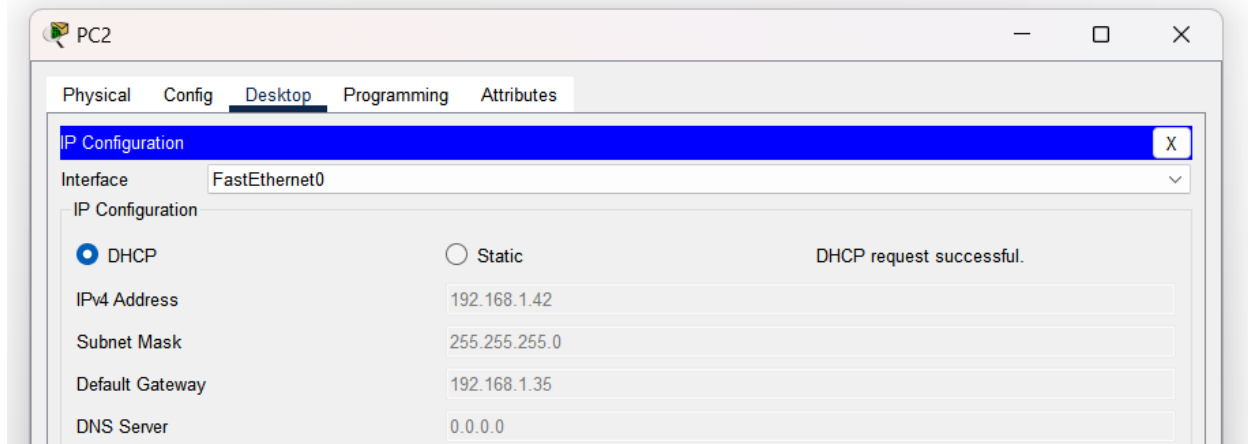 PC2
Physical Config Desktop Programming Attributes
IP Configuration X
Interface FastEthernet0
IP Configuration
DHCP Static DHCP request successful.
IPv4 Address 192.168.1.42
Subnet Mask 255.255.255.0
Default Gateway 192.168.1.35
DNS Server 0.0.0.0